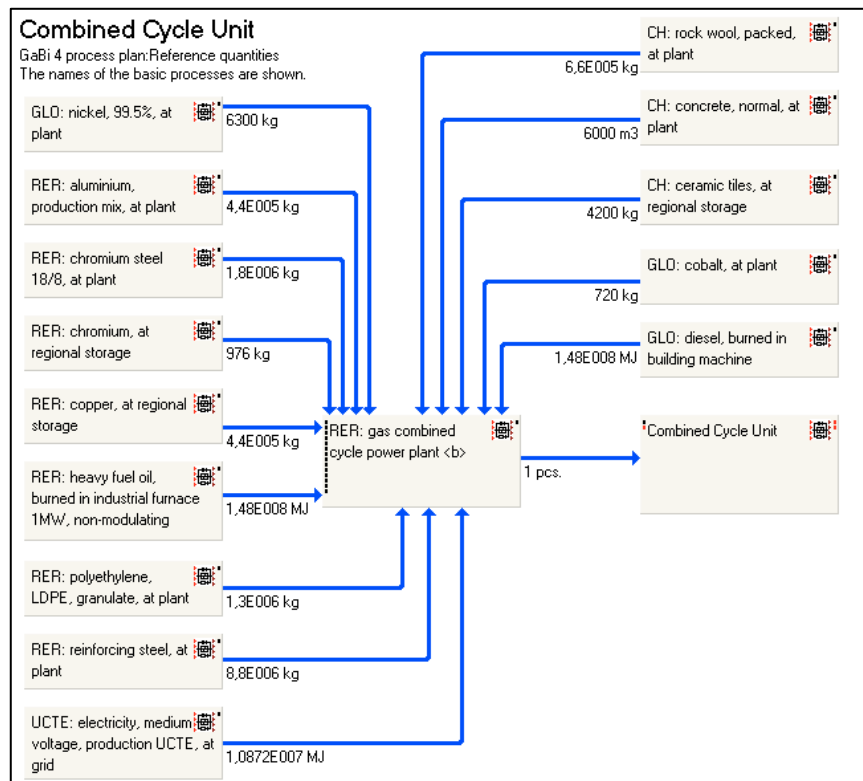 Combined Cycle Unit
GaBi 4 process plan:Reference quantities
The names of the basic processes are shown.
GLO: nickel, 99.5%, at
plant
6300 kg
RER: aluminium,
production mix, at plant
4,4E005 kg
RER: chromium steel
18/8, at plant
1,8E006 kg
RER: chromium, at
regional storage
976 kg
RER: copper, at regional
storage
4,4E005 kg
RER: heavy fuel oil,
burned in industrial furnace
1MW, non-modulating
1,48E008 MJ
RER: polyethylene,
LDPE, granulate, at plant
1,3E006 kg
RER: reinforcing steel, at
plant
8,8E006 kg
UCTE: electricity, medium
voltage, production UCTE, at
grid
1,0872E007 MJ
CH: rock wool, packed,
at plant
6,6E005 kg
CH: concrete, normal, at
plant
6000 m3
CH: ceramic tiles, at
regional storage
4200 kg
GLO: cobalt, at plant
720 kg
GLO: diesel, burned in
building machine
1,48E008 MJ
RER: gas combined
cycle power plant <b>
1 pcs.
Combined Cycle Unit